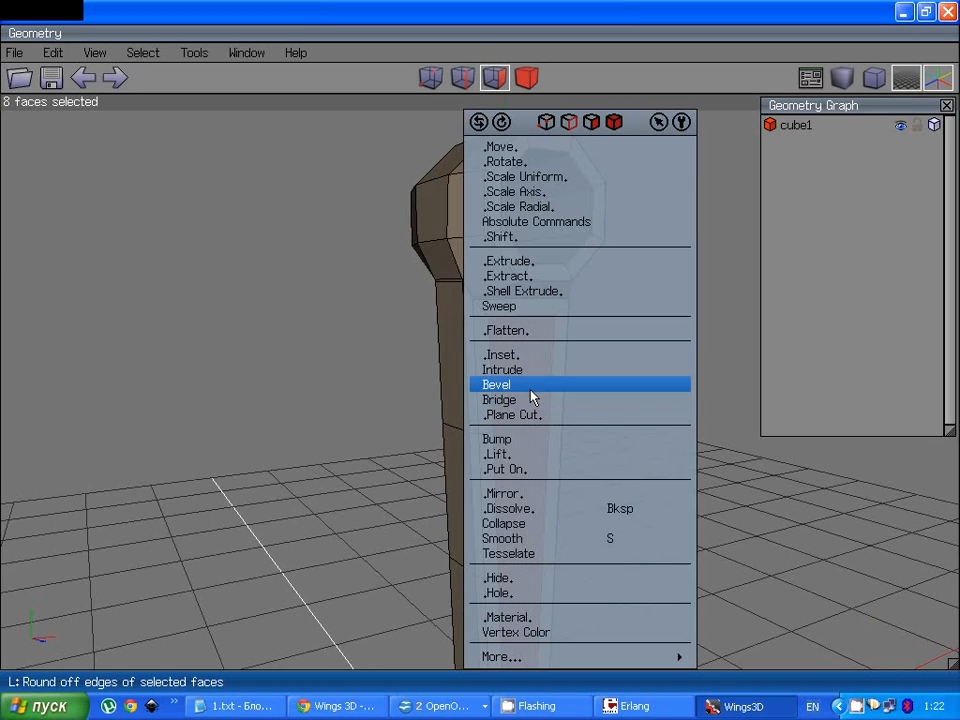 Geometry
File Edit View Select Tools Window Help
8 faces selected
Geometry Graph
cube1
.Move.
.Rotate.
.Scale Uniform.
.Scale Axis.
.Scale Radial.
Absolute Commands
.Shift.
.Extrude.
.Extract.
.Shell Extrude.
Sweep
.Flatten.
.Inset.
Intrude
Bevel
Bridge
.Plane Cut.
Bump
.Lift.
.Put On.
.Mirror.
.Dissolve. Bksp
Collapse
Smooth S
Tesselate
.Hide.
.Hole.
.Material.
Vertex Color
More...
L: Round off edges of selected faces
пуск 1.txt - Бло... Wings 3D -... 2 OpenO... Flashing Erlang Wings3D EN 1:22